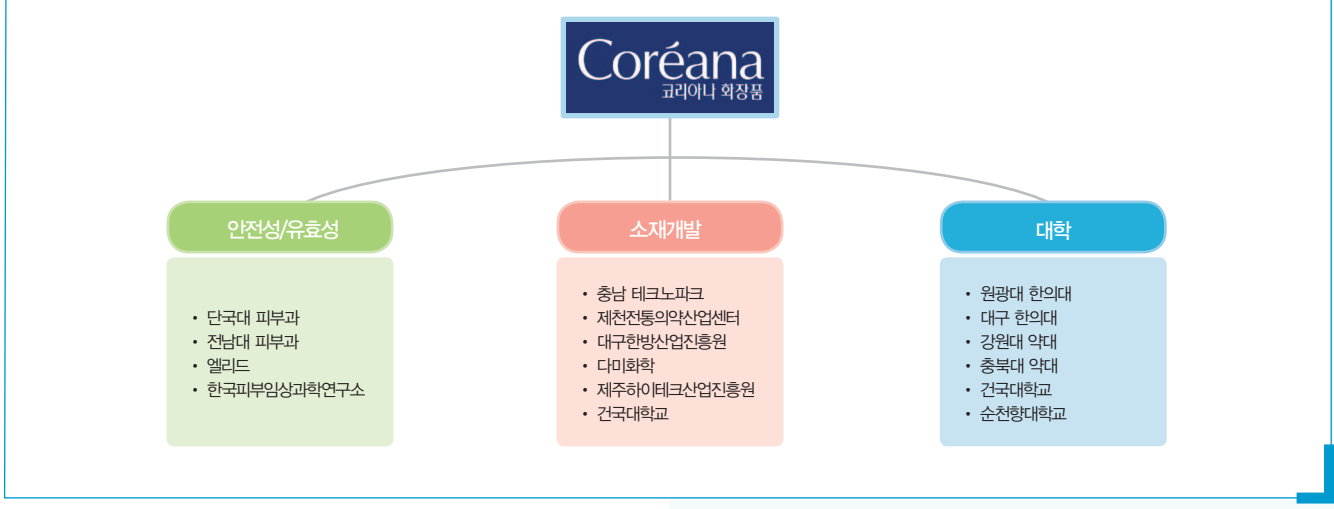 Coréana
코리아나 화장품
안전성/유효성
• 단국대 피부과
• 전남대 피부과
• 엘리드
• 한국피부임상과학연구소
소재개발
• 충남 테크노파크
• 제천전통의약산업센터
• 대구한방산업진흥원
• 다미화학
• 제주하이테크산업진흥원
• 건국대학교
대학
• 원광대 한의대
• 대구 한의대
• 강원대 약대
• 충북대 약대
• 건국대학교
• 순천향대학교